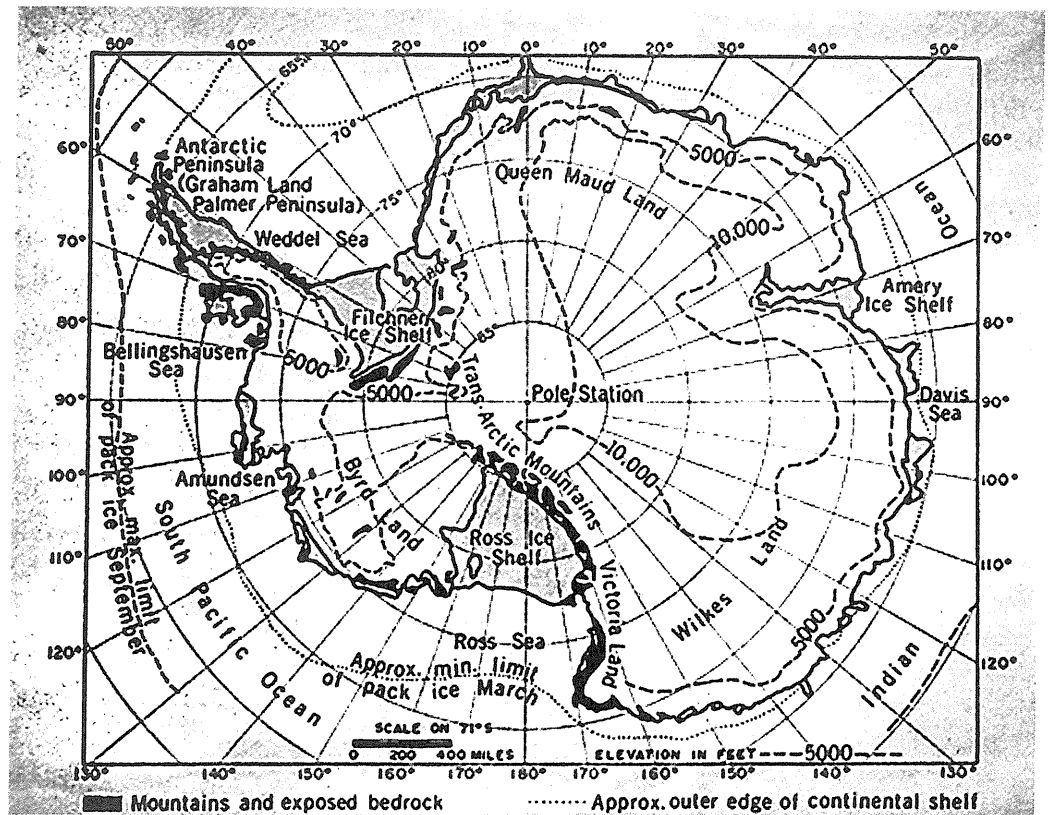 60° 40° 30° 20° 10° 0° 10° 20° 30° 40° 50°
65°
70°
75°
80°
85
60°
70°
80°
90°
100°
110°
120°
60°
70°
80°
90°
100°
110°
120°
Antarctic
Peninsula
(Graham Land
Palmer Peninsula)
Weddel Sea
Queen Maud Land
5000
10.000
Ocean
Amery
Ice Shelf
Filchner
Ice Shelf
Bellingshausen
Sea
5000
5000
Trans Arctic Mountains
Pole Station
Davis
Sea
10.000
Amundsen
Sea
Byrd
Land
Ross Ice
Shelf
Victoria Land
Wilkes
Land
5000
Indian
Approx. max. limit
of pack ice September
South
Pacific
Ocean
Ross Sea
Approx. min. limit
of pack ice March
SCALE ON 71°S
0 200 400 MILES
ELEVATION IN FEET 5000
130° 140° 150° 160° 170° 180° 170° 160° 150° 140° 130°
Mountains and exposed bedrock
Approx. outer edge of continental shelf